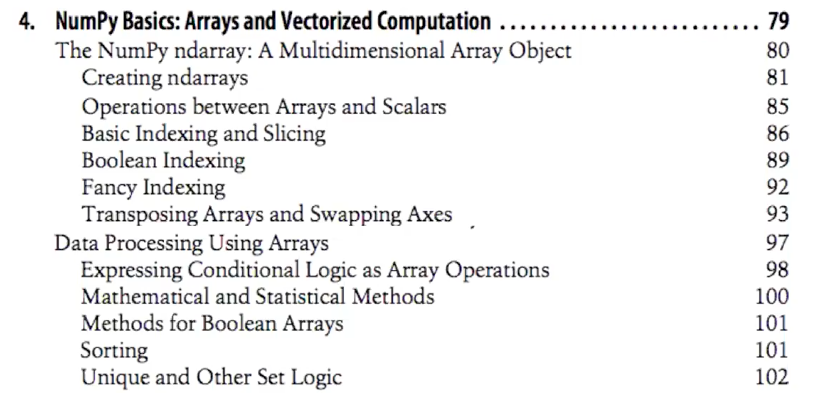 4. NumPy Basics: Arrays and Vectorized Computation . . . . . . . . . . . . . . . . . . . . . . . . . 79
The NumPy ndarray: A Multidimensional Array Object 80
Creating ndarrays 81
Operations between Arrays and Scalars 85
Basic Indexing and Slicing 86
Boolean Indexing 89
Fancy Indexing 92
Transposing Arrays and Swapping Axes 93
Data Processing Using Arrays 97
Expressing Conditional Logic as Array Operations 98
Mathematical and Statistical Methods 100
Methods for Boolean Arrays 101
Sorting 101
Unique and Other Set Logic 102